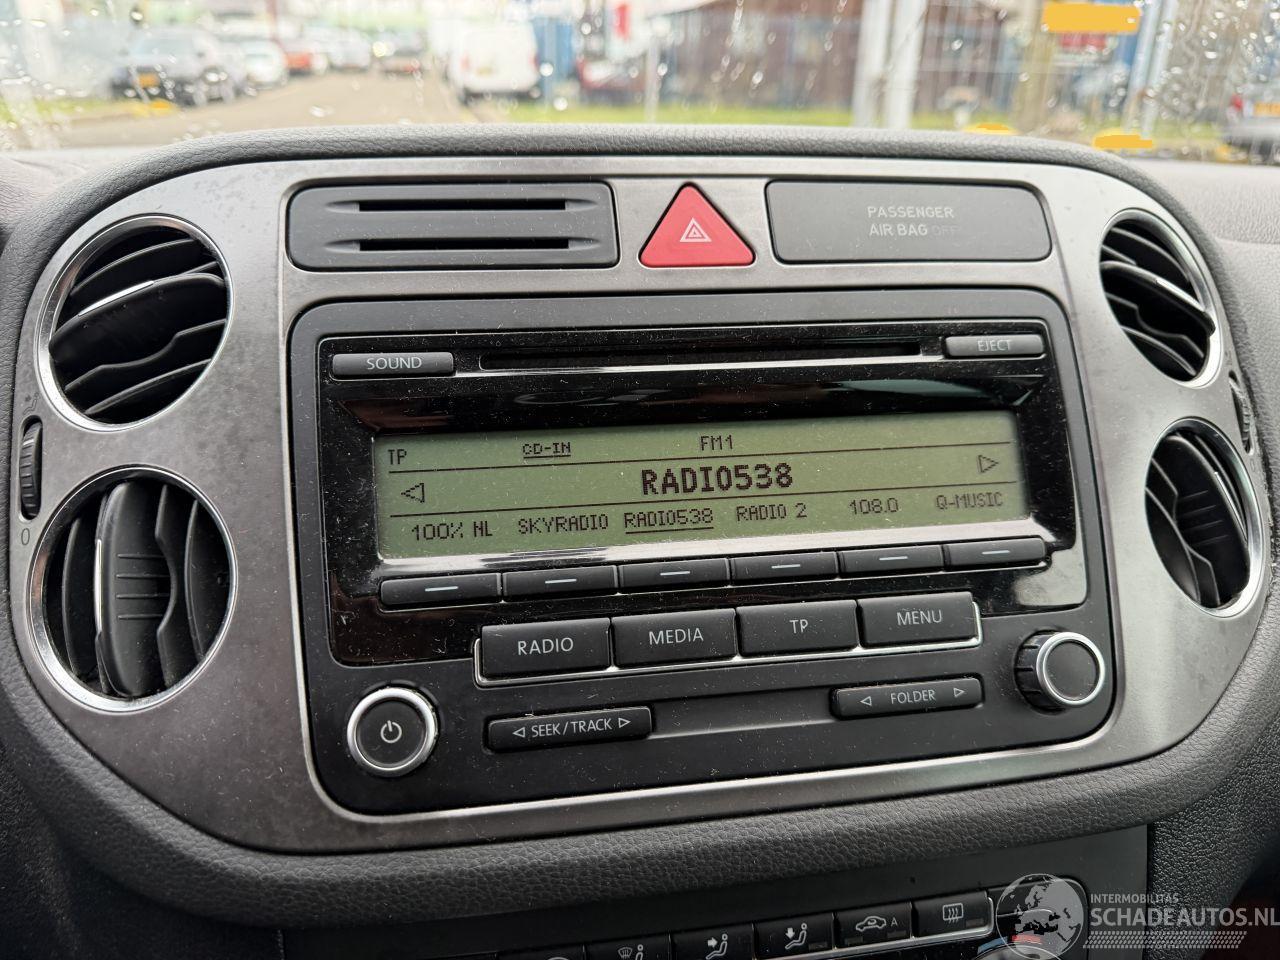 PASSENGER
AIR BAG OFF
SOUND
EJECT
TP CD-IN FM1
RADIO538
100% NL SKYRADIO RADIO538 RADIO 2 108.0 Q-MUSIC
RADIO MEDIA TP MENU
SEEK/TRACK FOLDER
0
A
INTERMOBILITAS
SCHADEAUTOS.NL